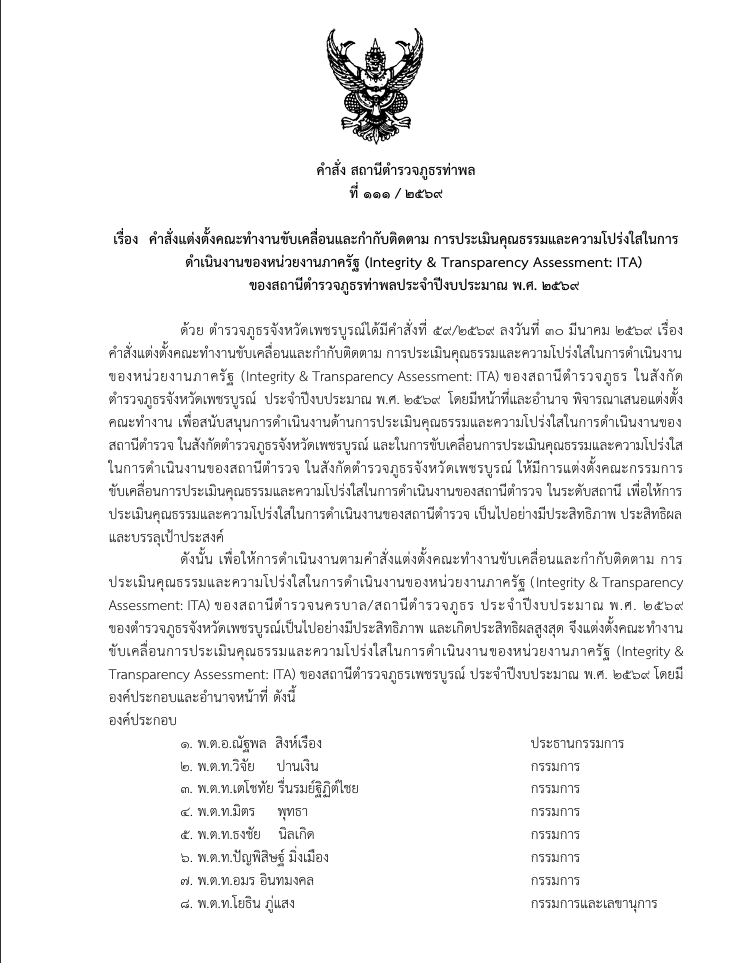 คำสั่ง สถานีตำรวจภูธรท่าพล
ที่ ๑๑๑ / ๒๕๖๙
เรื่อง คำสั่งแต่งตั้งคณะทำงานขับเคลื่อนและกำกับติดตาม การประเมินคุณธรรมและความโปร่งใสในการ
ดำเนินงานของหน่วยงานภาครัฐ (Integrity & Transparency Assessment: ITA)
ของสถานีตำรวจภูธรท่าพลประจำปีงบประมาณ พ.ศ. ๒๕๖๙
ด้วย ตำรวจภูธรจังหวัดเพชรบูรณ์ได้มีคำสั่งที่ ๕๙/๒๕๖๙ ลงวันที่ ๓๐ มีนาคม ๒๕๖๙ เรื่อง
คำสั่งแต่งตั้งคณะทำงานขับเคลื่อนและกำกับติดตาม การประเมินคุณธรรมและความโปร่งใสในการดำเนินงาน
ของหน่วยงานภาครัฐ (Integrity & Transparency Assessment: ITA) ของสถานีตำรวจภูธร ในสังกัด
ตำรวจภูธรจังหวัดเพชรบูรณ์ ประจำปีงบประมาณ พ.ศ. ๒๕๖๙ โดยมีหน้าที่และอำนาจ พิจารณาเสนอแต่งตั้ง
คณะทำงาน เพื่อสนับสนุนการดำเนินงานด้านการประเมินคุณธรรมและความโปร่งใสในการดำเนินงานของ
สถานีตำรวจ ในสังกัดตำรวจภูธรจังหวัดเพชรบูรณ์ และในการขับเคลื่อนการประเมินคุณธรรมและความโปร่งใส
ในการดำเนินงานของสถานีตำรวจ ในสังกัดตำรวจภูธรจังหวัดเพชรบูรณ์ ให้มีการแต่งตั้งคณะกรรมการ
ขับเคลื่อนการประเมินคุณธรรมและความโปร่งใสในการดำเนินงานของสถานีตำรวจ ในระดับสถานี เพื่อให้การ
ประเมินคุณธรรมและความโปร่งใสในการดำเนินงานของสถานีตำรวจ เป็นไปอย่างมีประสิทธิภาพ ประสิทธิผล
และบรรลุเป้าประสงค์
ดังนั้น เพื่อให้การดำเนินงานตามคำสั่งแต่งตั้งคณะทำงานขับเคลื่อนและกำกับติดตาม การ
ประเมินคุณธรรมและความโปร่งใสในการดำเนินงานของหน่วยงานภาครัฐ (Integrity & Transparency
Assessment: ITA) ของสถานีตำรวจนครบาล/สถานีตำรวจภูธร ประจำปีงบประมาณ พ.ศ. ๒๕๖๙
ของตำรวจภูธรจังหวัดเพชรบูรณ์เป็นไปอย่างมีประสิทธิภาพ และเกิดประสิทธิผลสูงสุด จึงแต่งตั้งคณะทำงาน
ขับเคลื่อนการประเมินคุณธรรมและความโปร่งใสในการดำเนินงานของหน่วยงานภาครัฐ (Integrity &
Transparency Assessment: ITA) ของสถานีตำรวจภูธรเพชรบูรณ์ ประจำปีงบประมาณ พ.ศ. ๒๕๖๙ โดยมี
องค์ประกอบและอำนาจหน้าที่ ดังนี้
องค์ประกอบ
๑. พ.ต.อ.ณัฐพล สิงห์เรือง ประธานกรรมการ
๒. พ.ต.ท.วิจัย ปานเงิน กรรมการ
๓. พ.ต.ท.เตโชทัย รื่นรมย์ฐิฏิต์ไชย กรรมการ
๔. พ.ต.ท.มิตร พุทธา กรรมการ
๕. พ.ต.ท.ธงชัย นิลเกิด กรรมการ
๖. พ.ต.ท.ปัญพิสิษฐ์ มิ่งเมือง กรรมการ
๗. พ.ต.ท.อมร อินทมงคล กรรมการ
๘. พ.ต.ท.โยธิน ภู่แสง กรรมการและเลขานุการ